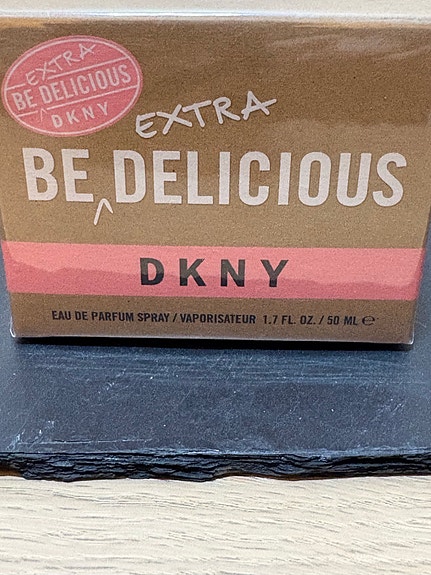 EXTRA
BE DELICIOUS
DKNY
EXTRA
BE DELICIOUS
DKNY
EAU DE PARFUM SPRAY / VAPORISATEUR 1.7 FL. OZ. / 50 ML ℮